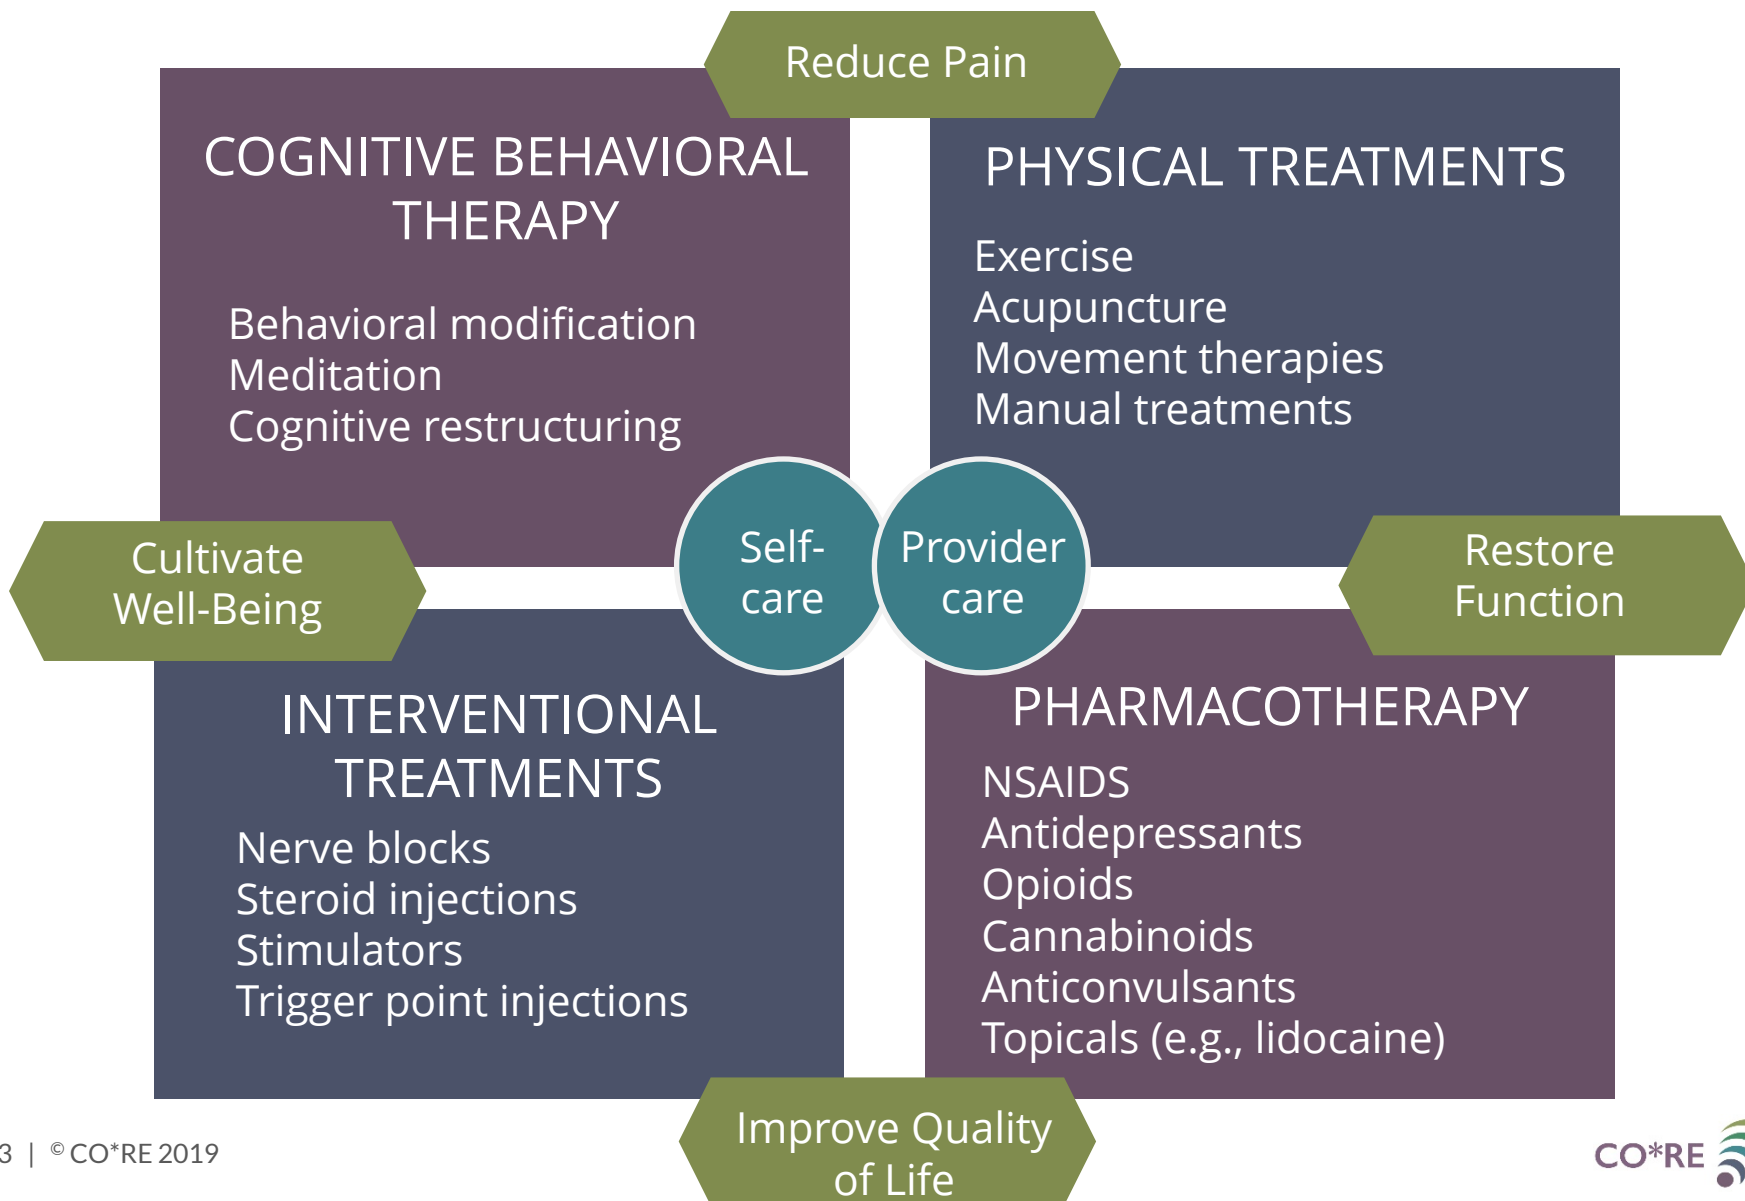 Reduce Pain
COGNITIVE BEHAVIORAL
THERAPY
Behavioral modification
Meditation
Cognitive restructuring
PHYSICAL TREATMENTS
Exercise
Acupuncture
Movement therapies
Manual treatments
Self-
care
Provider
care
Cultivate
Well-Being
Restore
Function
INTERVENTIONAL
TREATMENTS
Nerve blocks
Steroid injections
Stimulators
Trigger point injections
PHARMACOTHERAPY
NSAIDS
Antidepressants
Opioids
Cannabinoids
Anticonvulsants
Topicals (e.g., lidocaine)
Improve Quality
of Life
3 | © CO*RE 2019
CO*RE